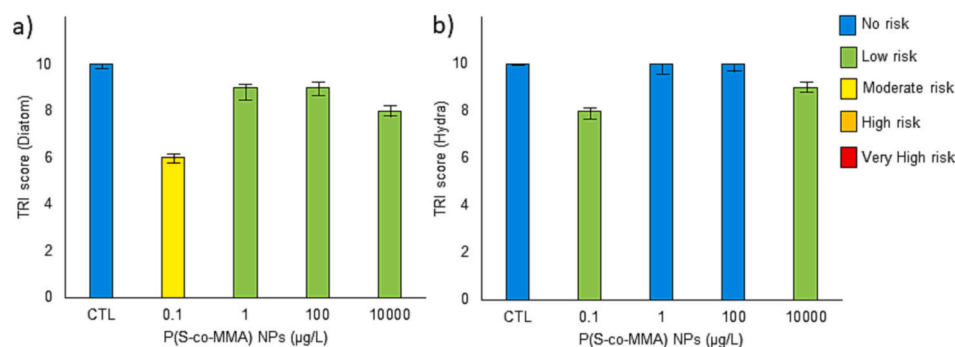 a)
TRI score (Diatom)
10
8
6
4
2
0
CTL 0.1 1 100 10000
P(S-co-MMA) NPs (µg/L)
b)
TRI score (Hydra)
10
8
6
4
2
0
CTL 0.1 1 100 10000
P(S-co-MMA) NPs (µg/L)
No risk
Low risk
Moderate risk
High risk
Very High risk